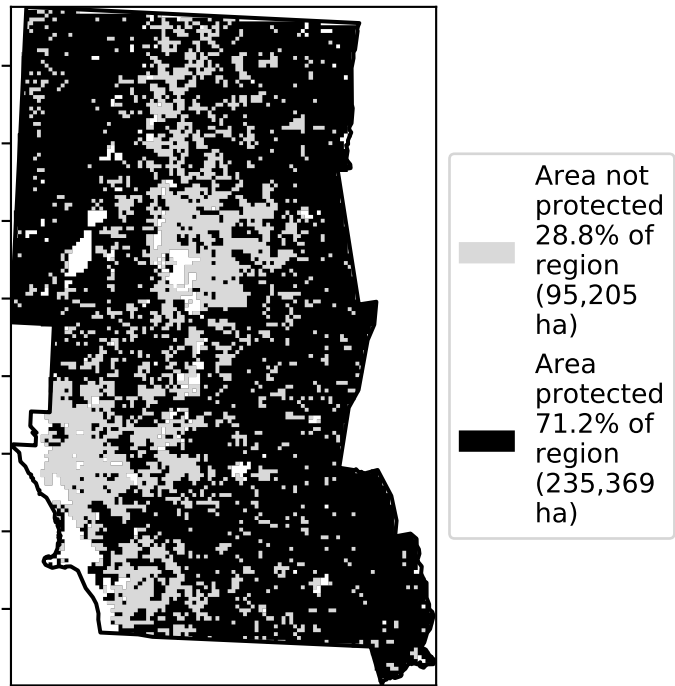 Area not
protected
28.8% of
region
(95,205
ha)
Area
protected
71.2% of
region
(235,369
ha)